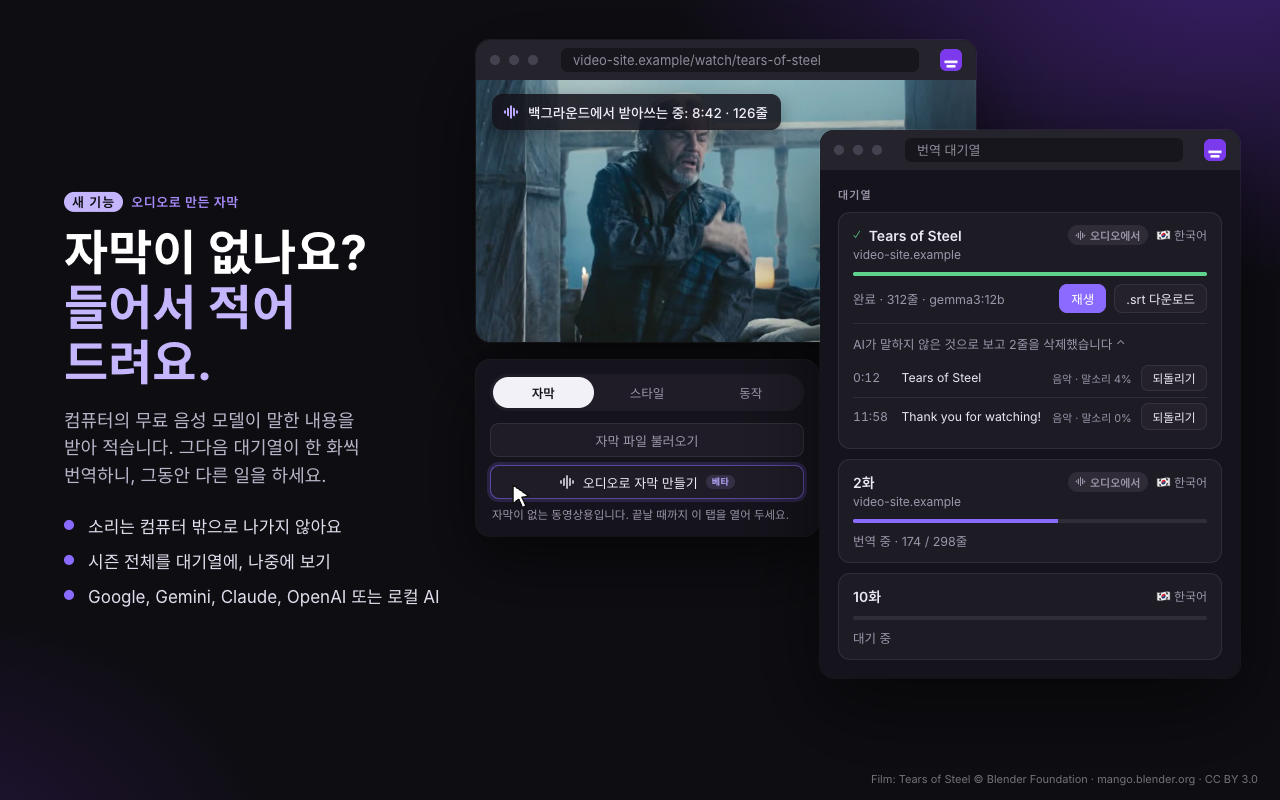 새 기능 오디오로 만든 자막
자막이 없나요?
들어서 적어
드려요.
컴퓨터의 무료 음성 모델이 말한 내용을
받아 적습니다. 그다음 대기열이 한 화씩
번역하니, 그동안 다른 일을 하세요.
소리는 컴퓨터 밖으로 나가지 않아요
시즌 전체를 대기열에, 나중에 보기
Google, Gemini, Claude, OpenAI 또는 로컬 AI
video-site.example/watch/tears-of-steel
백그라운드에서 받아쓰는 중: 8:42 · 126줄
자막 스타일 동작
자막 파일 불러오기
오디오로 자막 만들기 베타
자막이 없는 동영상용입니다. 끝날 때까지 이 탭을 열어 두세요.
번역 대기열
대기열
✓ Tears of Steel 오디오에서 🇰🇷 한국어
video-site.example
완료 · 312줄 · gemma3:12b 재생 .srt 다운로드
AI가 말하지 않은 것으로 보고 2줄을 삭제했습니다 ^
0:12 Tears of Steel 음악 · 말소리 4% 되돌리기
11:58 Thank you for watching! 음악 · 말소리 0% 되돌리기
2화 오디오에서 🇰🇷 한국어
video-site.example
번역 중 · 174 / 298줄
10화 🇰🇷 한국어
대기 중
Film: Tears of Steel © Blender Foundation · mango.blender.org · CC BY 3.0